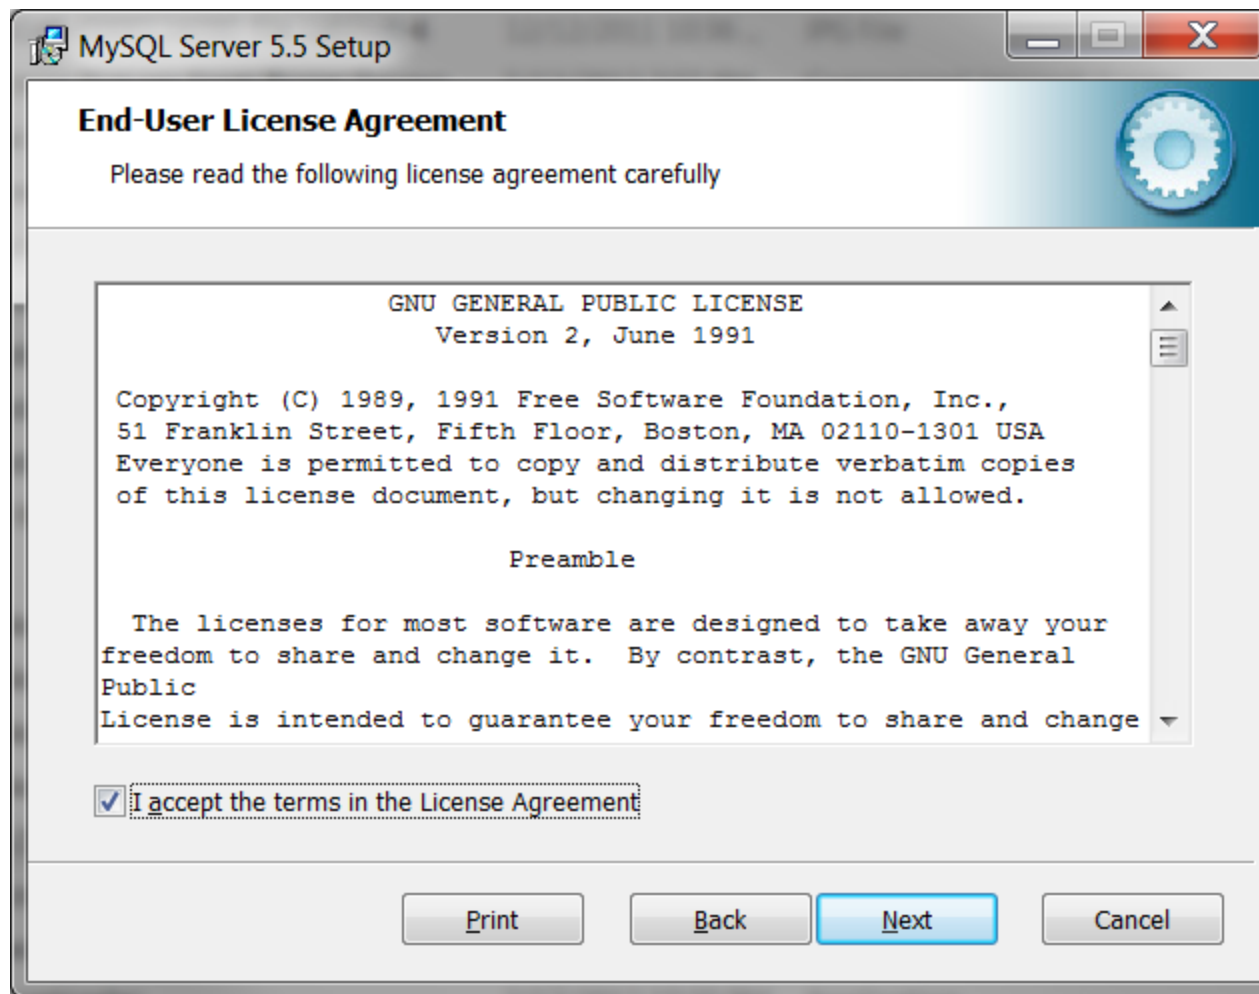 MySQL Server 5.5 Setup
End-User License Agreement
Please read the following license agreement carefully
GNU GENERAL PUBLIC LICENSE
Version 2, June 1991
Copyright (C) 1989, 1991 Free Software Foundation, Inc.,
51 Franklin Street, Fifth Floor, Boston, MA 02110-1301 USA
Everyone is permitted to copy and distribute verbatim copies
of this license document, but changing it is not allowed.
Preamble
The licenses for most software are designed to take away your
freedom to share and change it.  By contrast, the GNU General
Public
License is intended to guarantee your freedom to share and change
I accept the terms in the License Agreement
Print Back Next Cancel